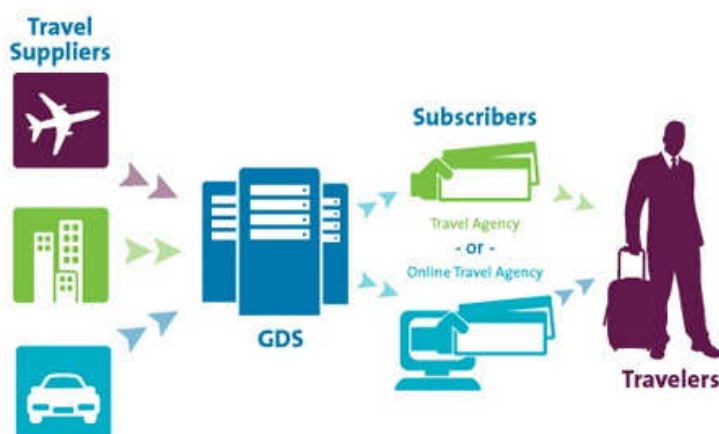 Travel
Suppliers
Subscribers
Travel Agency
- or -
Online Travel Agency
GDS
Travelers